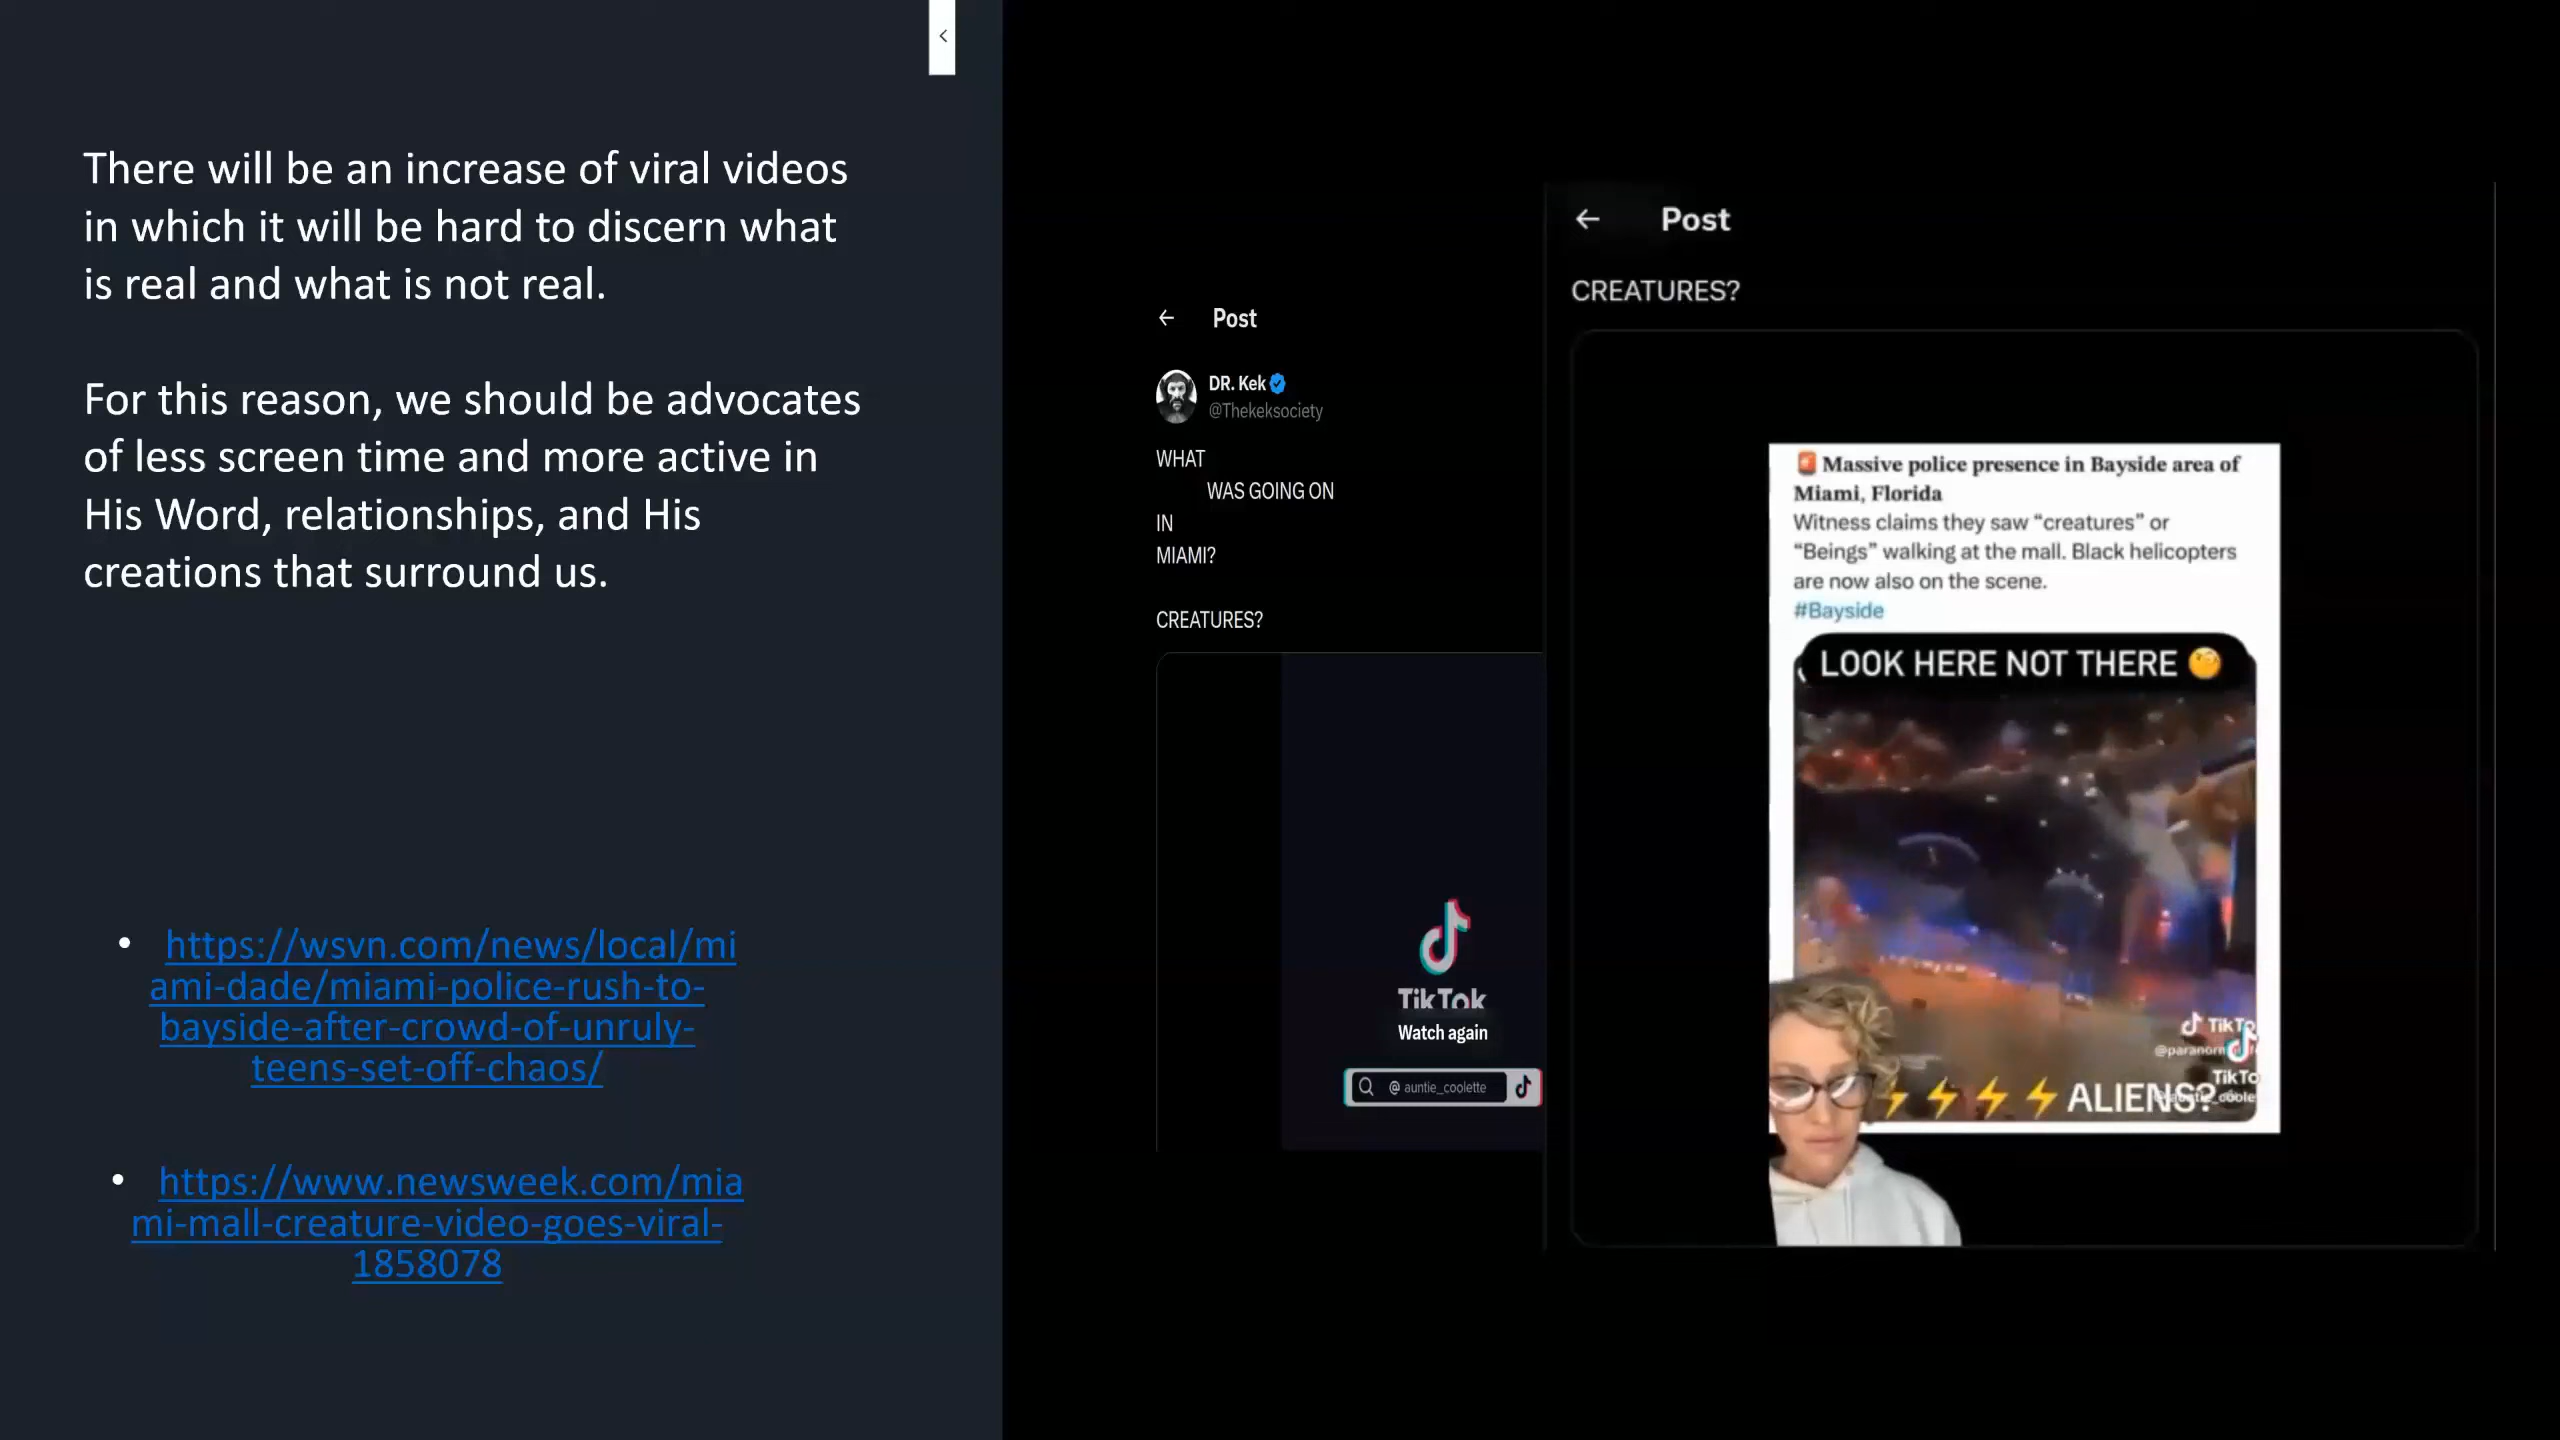 There will be an increase of viral videos
in which it will be hard to discern what
is real and what is not real.
For this reason, we should be advocates
of less screen time and more active in
His Word, relationships, and His
creations that surround us.
• https://wsvn.com/news/local/mi
ami-dade/miami-police-rush-to-
bayside-after-crowd-of-unruly-
teens-set-off-chaos/
• https://www.newsweek.com/mia
mi-mall-creature-video-goes-viral-
1858078
Post
DR. Kek
@Thekeksociety
WHAT
WAS GOING ON
IN
MIAMI?
CREATURES?
TikTok
Watch again
@ auntie_coolette
Post
CREATURES?
🚨 Massive police presence in Bayside area of
Miami, Florida
Witness claims they saw “creatures” or
“Beings” walking at the mall. Black helicopters
are now also on the scene.
#Bayside
LOOK HERE NOT THERE 🧐
TikTo
TikTo
⚡ ⚡ ⚡ ⚡ ALIENS?